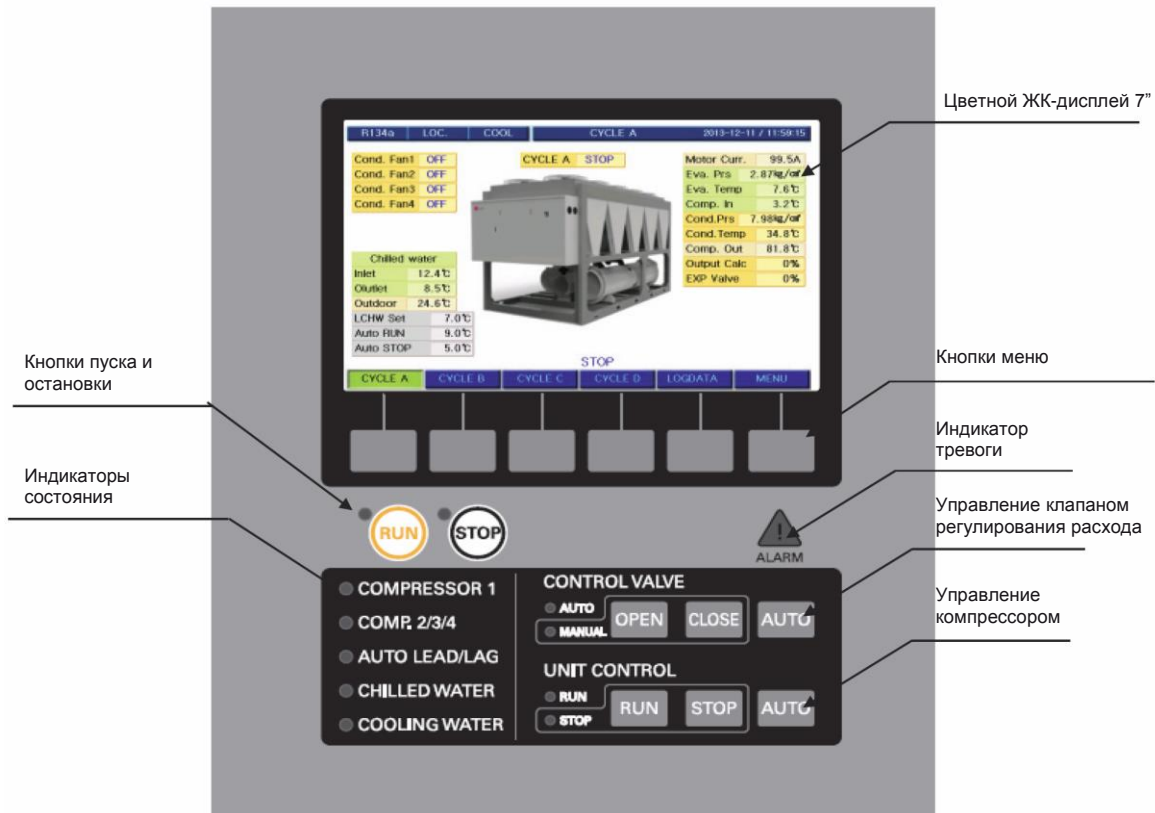 Цветной ЖК-дисплей 7”
R134a LOC. COOL CYCLE A 2013-12-11 / 11:59:15
Cond. Fan1 OFF
Cond. Fan2 OFF
Cond. Fan3 OFF
Cond. Fan4 OFF
CYCLE A STOP
Motor Curr. 99.5A
Eva. Prs 2.87kg/㎠
Eva. Temp 7.6℃
Comp. In 3.2℃
Cond.Prs 7.98kg/㎠
Cond.Temp 34.8℃
Comp. Out 81.8℃
Output Calc 0%
EXP Valve 0%
Chilled water
Inlet 12.4℃
Olutlet 8.5℃
Outdoor 24.6℃
LCHW Set 7.0℃
Auto RUN 9.0℃
Auto STOP 5.0℃
STOP
CYCLE A CYCLE B CYCLE C CYCLE D LOGDATA MENU
Кнопки пуска и
остановки
Кнопки меню
Индикатор
тревоги
Индикаторы
состояния
Управление клапаном
регулирования расхода
RUN STOP
ALARM
COMPRESSOR 1
COMP. 2/3/4
AUTO LEAD/LAG
CHILLED WATER
COOLING WATER
CONTROL VALVE
AUTO
MANUAL
OPEN CLOSE AUTO
UNIT CONTROL
RUN
STOP
RUN STOP AUTO
Управление
компрессором